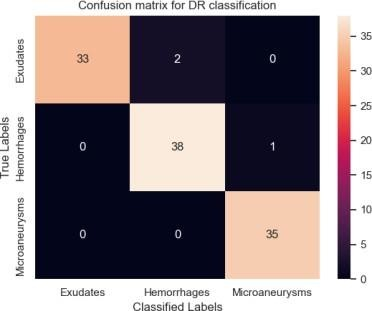 Confusion matrix for DR classification
True Labels
Exudates
33 2 0
Hemorrhages
0 38 1
Microaneurysms
0 0 35
Exudates Hemorrhages Microaneurysms
Classified Labels
35
30
25
20
15
10
5
0